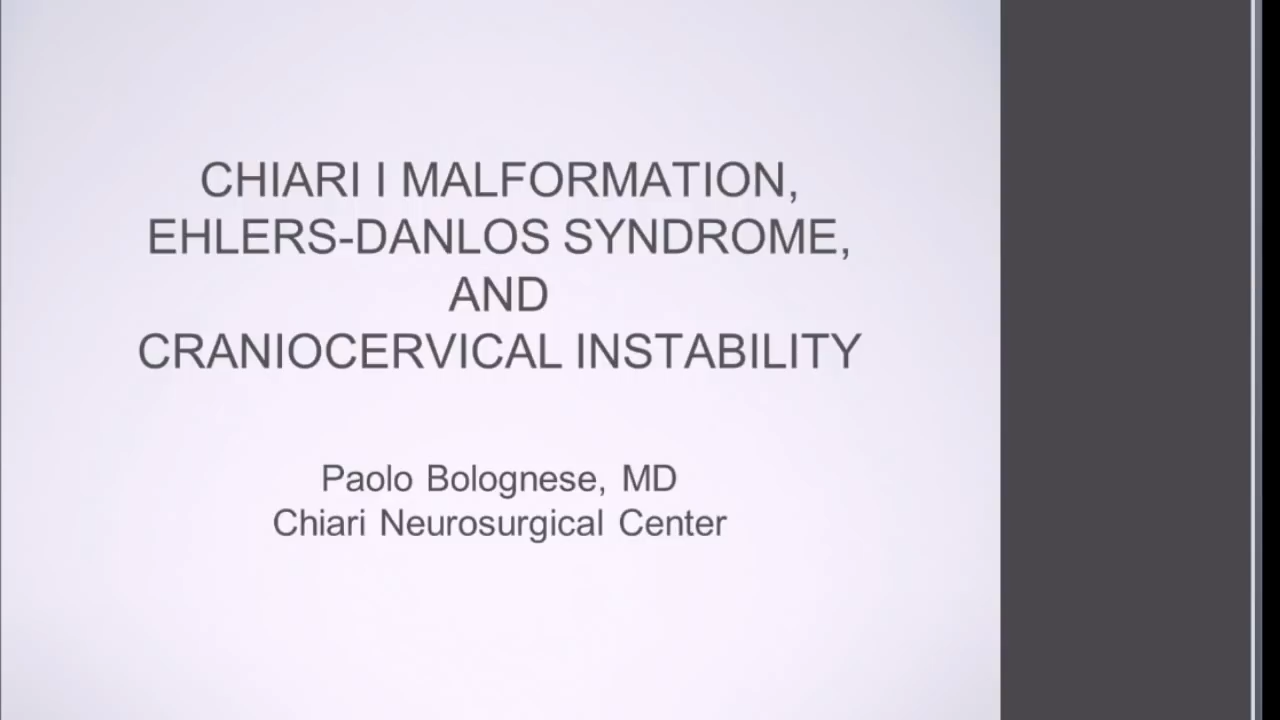 CHIARI I MALFORMATION,
EHLERS-DANLOS SYNDROME,
AND
CRANIOCERVICAL INSTABILITY
Paolo Bolognese, MD
Chiari Neurosurgical Center